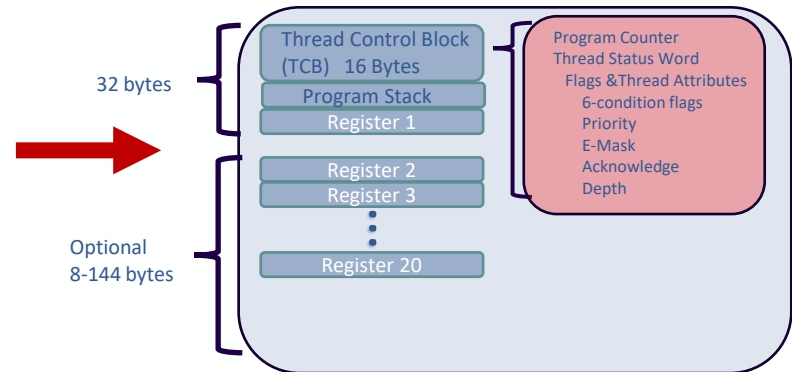 32 bytes
Thread Control Block
(TCB) 16 Bytes
Program Stack
Register 1
Program Counter
Thread Status Word
Flags &Thread Attributes
6-condition flags
Priority
E-Mask
Acknowledge
Depth
Optional
8-144 bytes
Register 2
Register 3
Register 20